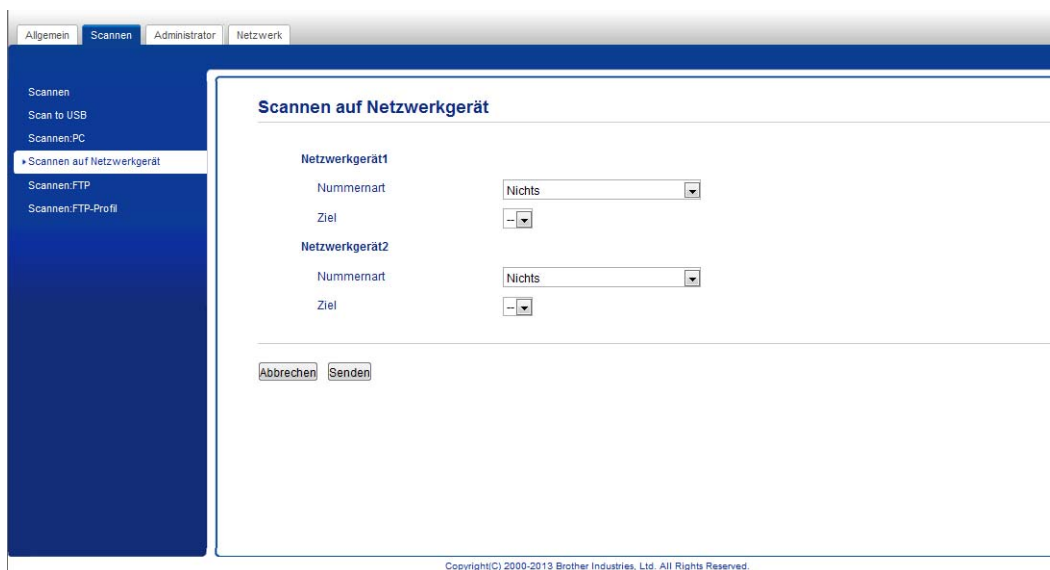 Allgemein Scannen Administrator Netzwerk
Scannen
Scan to USB
Scannen:PC
Scannen auf Netzwerkgerät
Scannen:FTP
Scannen:FTP-Profil
Scannen auf Netzwerkgerät
Netzwerkgerät1
Nummernart Nichts
Ziel --
Netzwerkgerät2
Nummernart Nichts
Ziel --
Abbrechen Senden
Copyright(C) 2000-2013 Brother Industries, Ltd. All Rights Reserved.